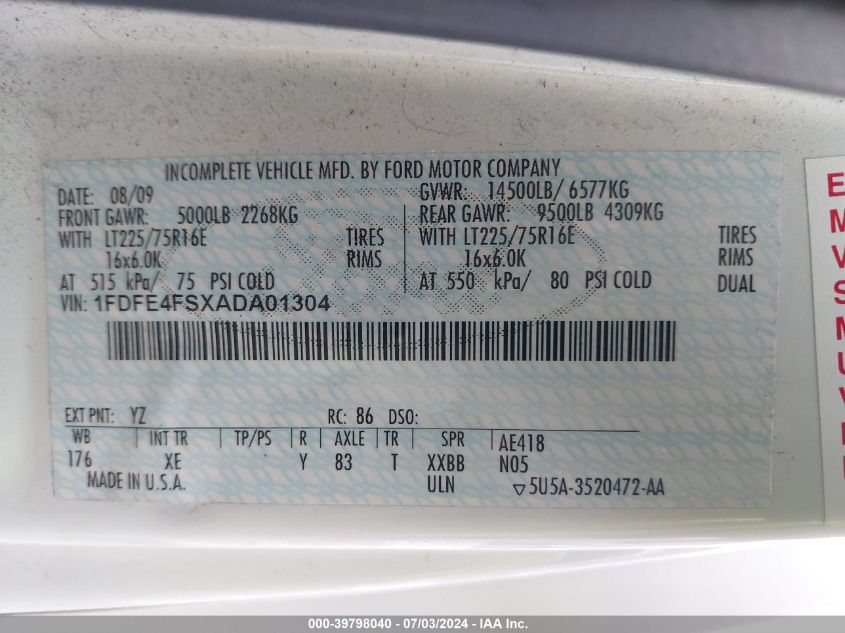 INCOMPLETE VEHICLE MFD. BY FORD MOTOR COMPANY
DATE: 08/09 GVWR: 14500LB/ 6577KG
FRONT GAWR: 5000LB 2268KG REAR GAWR: 9500LB 4309KG
WITH LT225/75R16E TIRES WITH LT225/75R16E TIRES
16x6.0K RIMS 16x6.0K RIMS
AT 515 kPa/ 75 PSI COLD AT 550 kPa/ 80 PSI COLD DUAL
VIN: 1FDFE4FSXADA01304
EXT PNT: YZ RC: 86 DSO:
WB INT TR TP/PS R AXLE TR SPR AE418
176 XE Y 83 T XXBB N05
MADE IN U.S.A. ULN ▽5U5A-3520472-AA
E
M
V
S
M
U
000-39798040 - 07/03/2024 - IAA Inc.